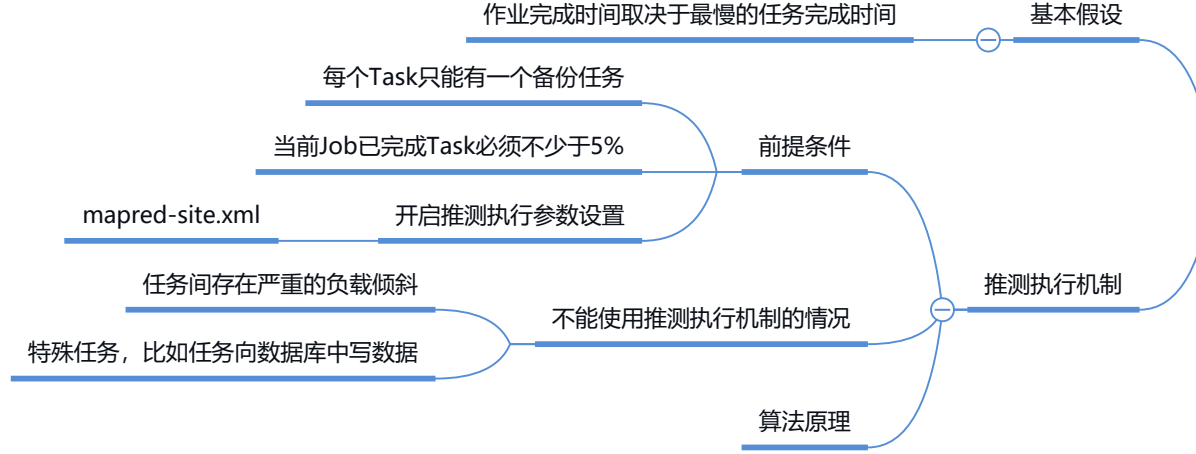 作业完成时间取决于最慢的任务完成时间
基本假设
每个Task只能有一个备份任务
当前Job已完成Task必须不少于5%
前提条件
mapred-site.xml
开启推测执行参数设置
任务间存在严重的负载倾斜
推测执行机制
不能使用推测执行机制的情况
特殊任务，比如任务向数据库中写数据
算法原理